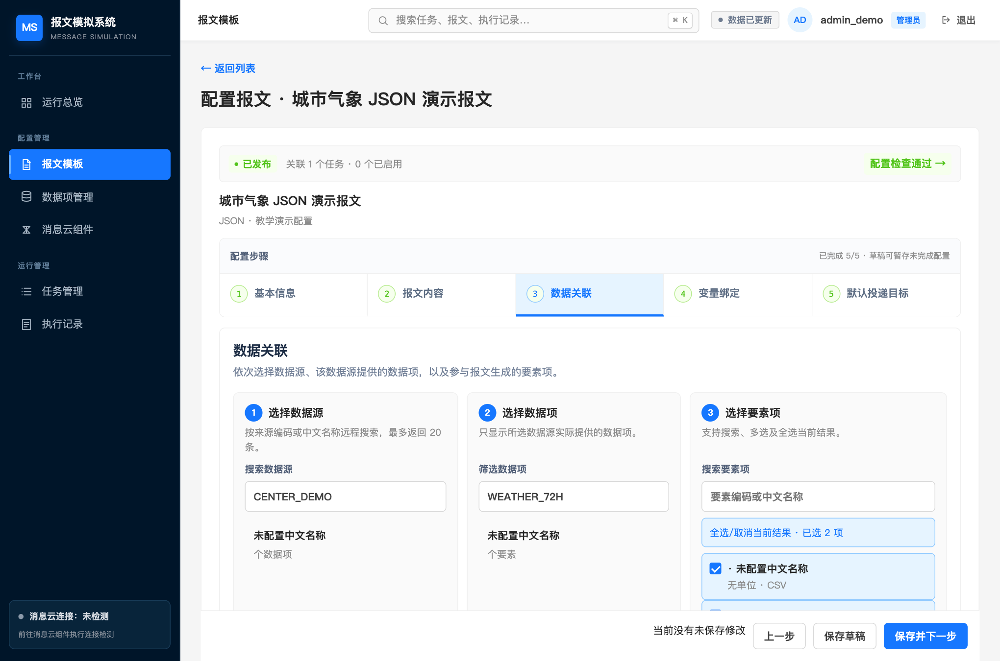 MS
报文模拟系统
MESSAGE SIMULATION
工作台
运行总览
配置管理
报文模板
数据项管理
消息云组件
运行管理
任务管理
执行记录
消息云连接：未检测
前往消息云组件执行连接检测
报文模板
搜索任务、报文、执行记录...
⌘ K
数据已更新
AD
admin_demo
管理员
退出
← 返回列表
配置报文 · 城市气象 JSON 演示报文
已发布
关联 1 个任务 · 0 个已启用
配置检查通过 →
城市气象 JSON 演示报文
JSON · 教学演示配置
配置步骤
已完成 5/5 · 草稿可暂存未完成配置
1 基本信息
2 报文内容
3 数据关联
4 变量绑定
5 默认投递目标
数据关联
依次选择数据源、该数据源提供的数据项，以及参与报文生成的要素项。
1 选择数据源
按来源编码或中文名称远程搜索，最多返回 20
条。
搜索数据源
CENTER_DEMO
未配置中文名称
个数据项
2 选择数据项
只显示所选数据源实际提供的数据项。
筛选数据项
WEATHER_72H
未配置中文名称
个要素
3 选择要素项
支持搜索、多选及全选当前结果。
搜索要素项
要素编码或中文名称
全选/取消当前结果 · 已选 2 项
· 未配置中文名称
无单位 · CSV
当前没有未保存修改
上一步
保存草稿
保存并下一步